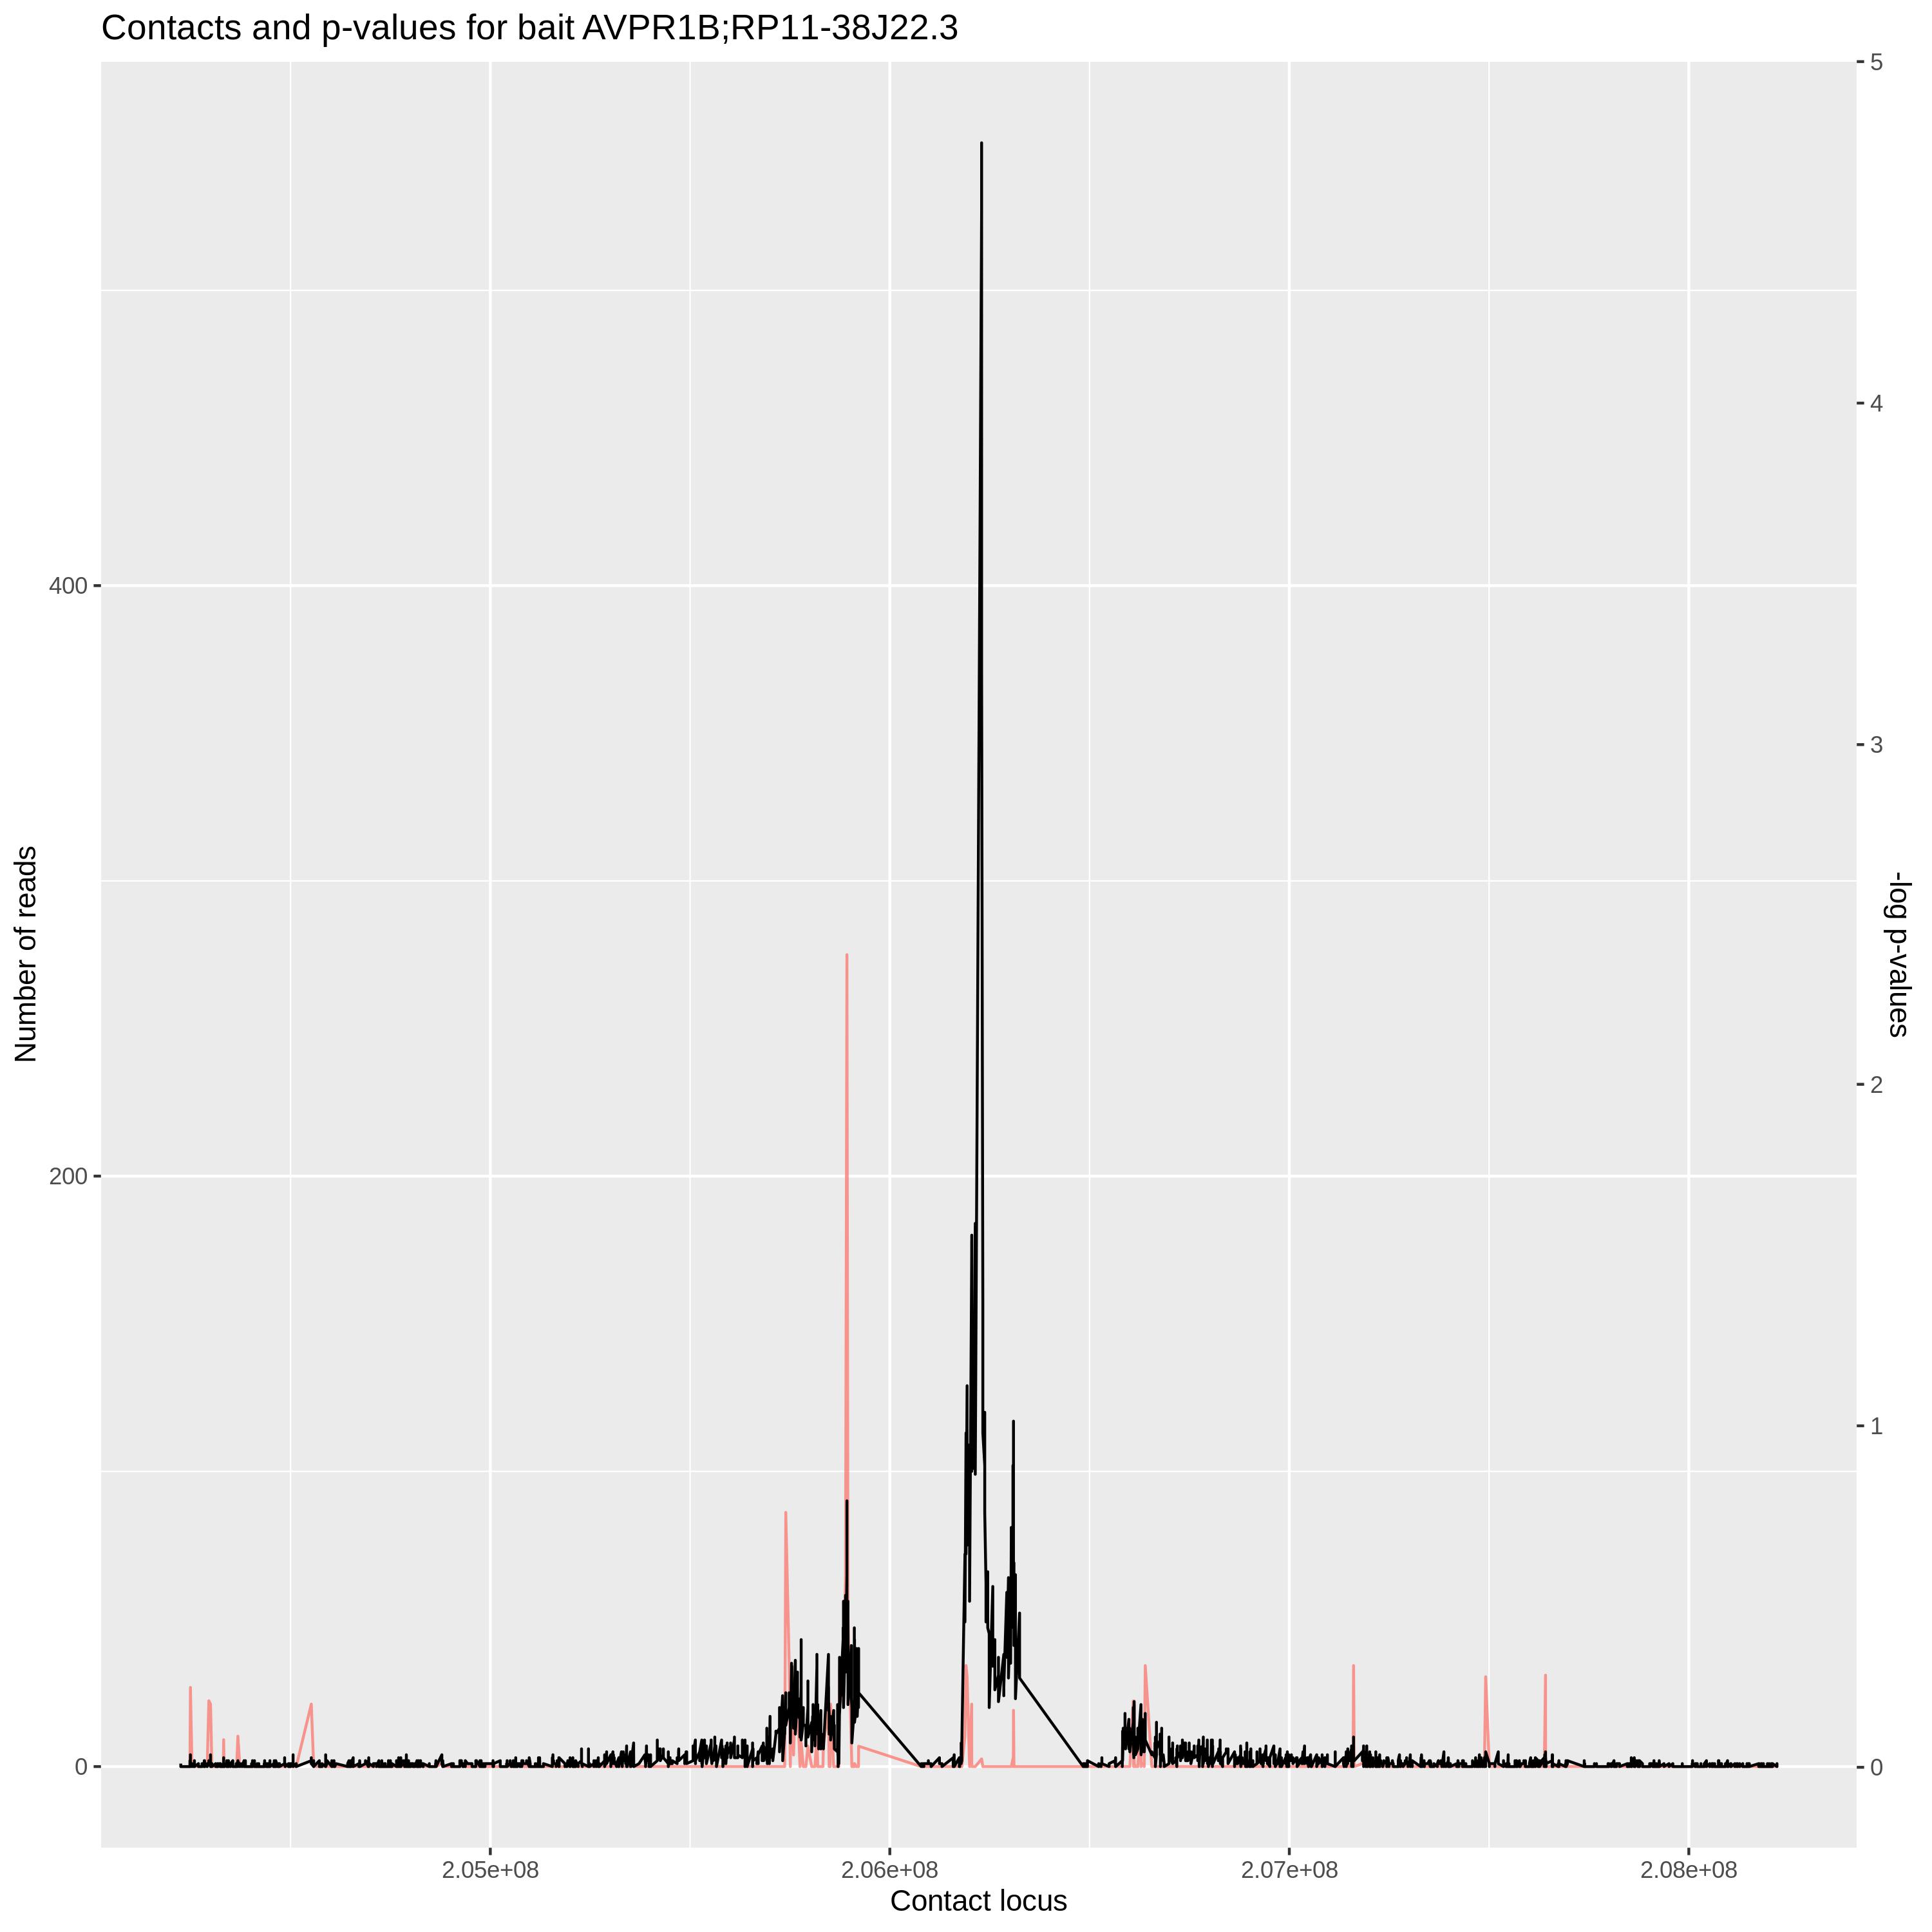 Contacts and p-values for bait AVPR1B;RP11-38J22.3
5
4
400
3
Number of reads
-log p-values
2
200
1
0
0
2.05e+08
2.06e+08
2.07e+08
2.08e+08
Contact locus